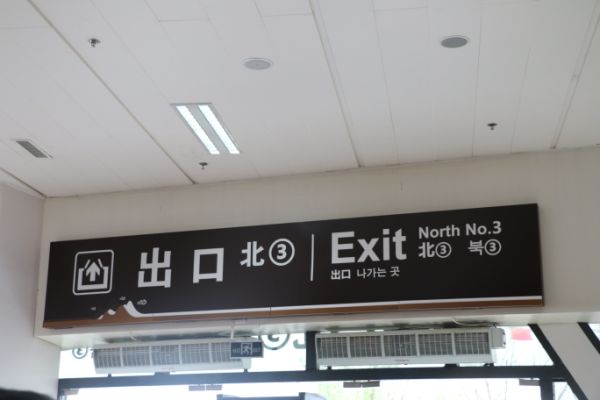 出口 北③
Exit North No.3
出口 나가는 곳 北③ 북③